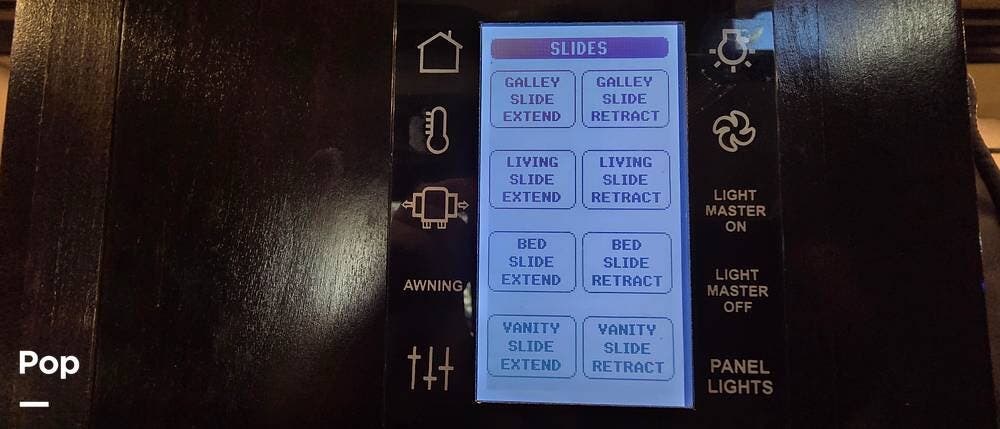 SLIDES
GALLEY
SLIDE
EXTEND
GALLEY
SLIDE
RETRACT
LIVING
SLIDE
EXTEND
LIVING
SLIDE
RETRACT
BED
SLIDE
EXTEND
BED
SLIDE
RETRACT
VANITY
SLIDE
EXTEND
VANITY
SLIDE
RETRACT
AWNING
LIGHT
MASTER
ON
LIGHT
MASTER
OFF
PANEL
LIGHTS
Pop